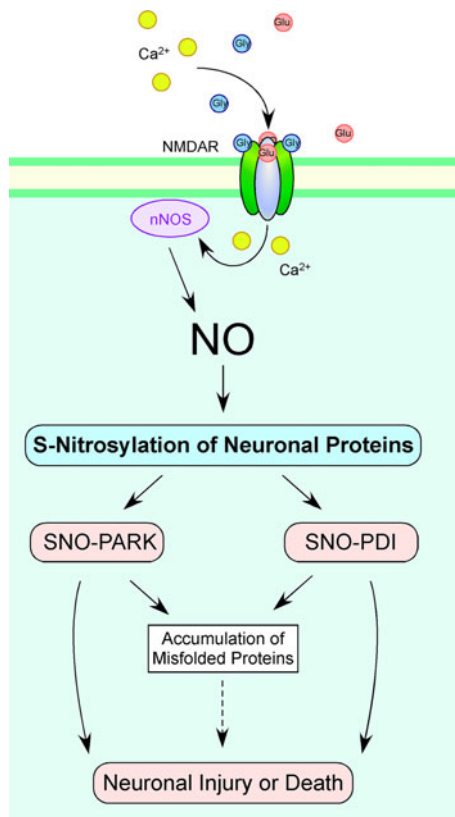 Glu
Ca2+
Gly
Gly
Glu
NMDAR
Gly
Gly
Glu
nNOS
Ca2+
NO
S-Nitrosylation of Neuronal Proteins
SNO-PARK
SNO-PDI
Accumulation of
Misfolded Proteins
Neuronal Injury or Death